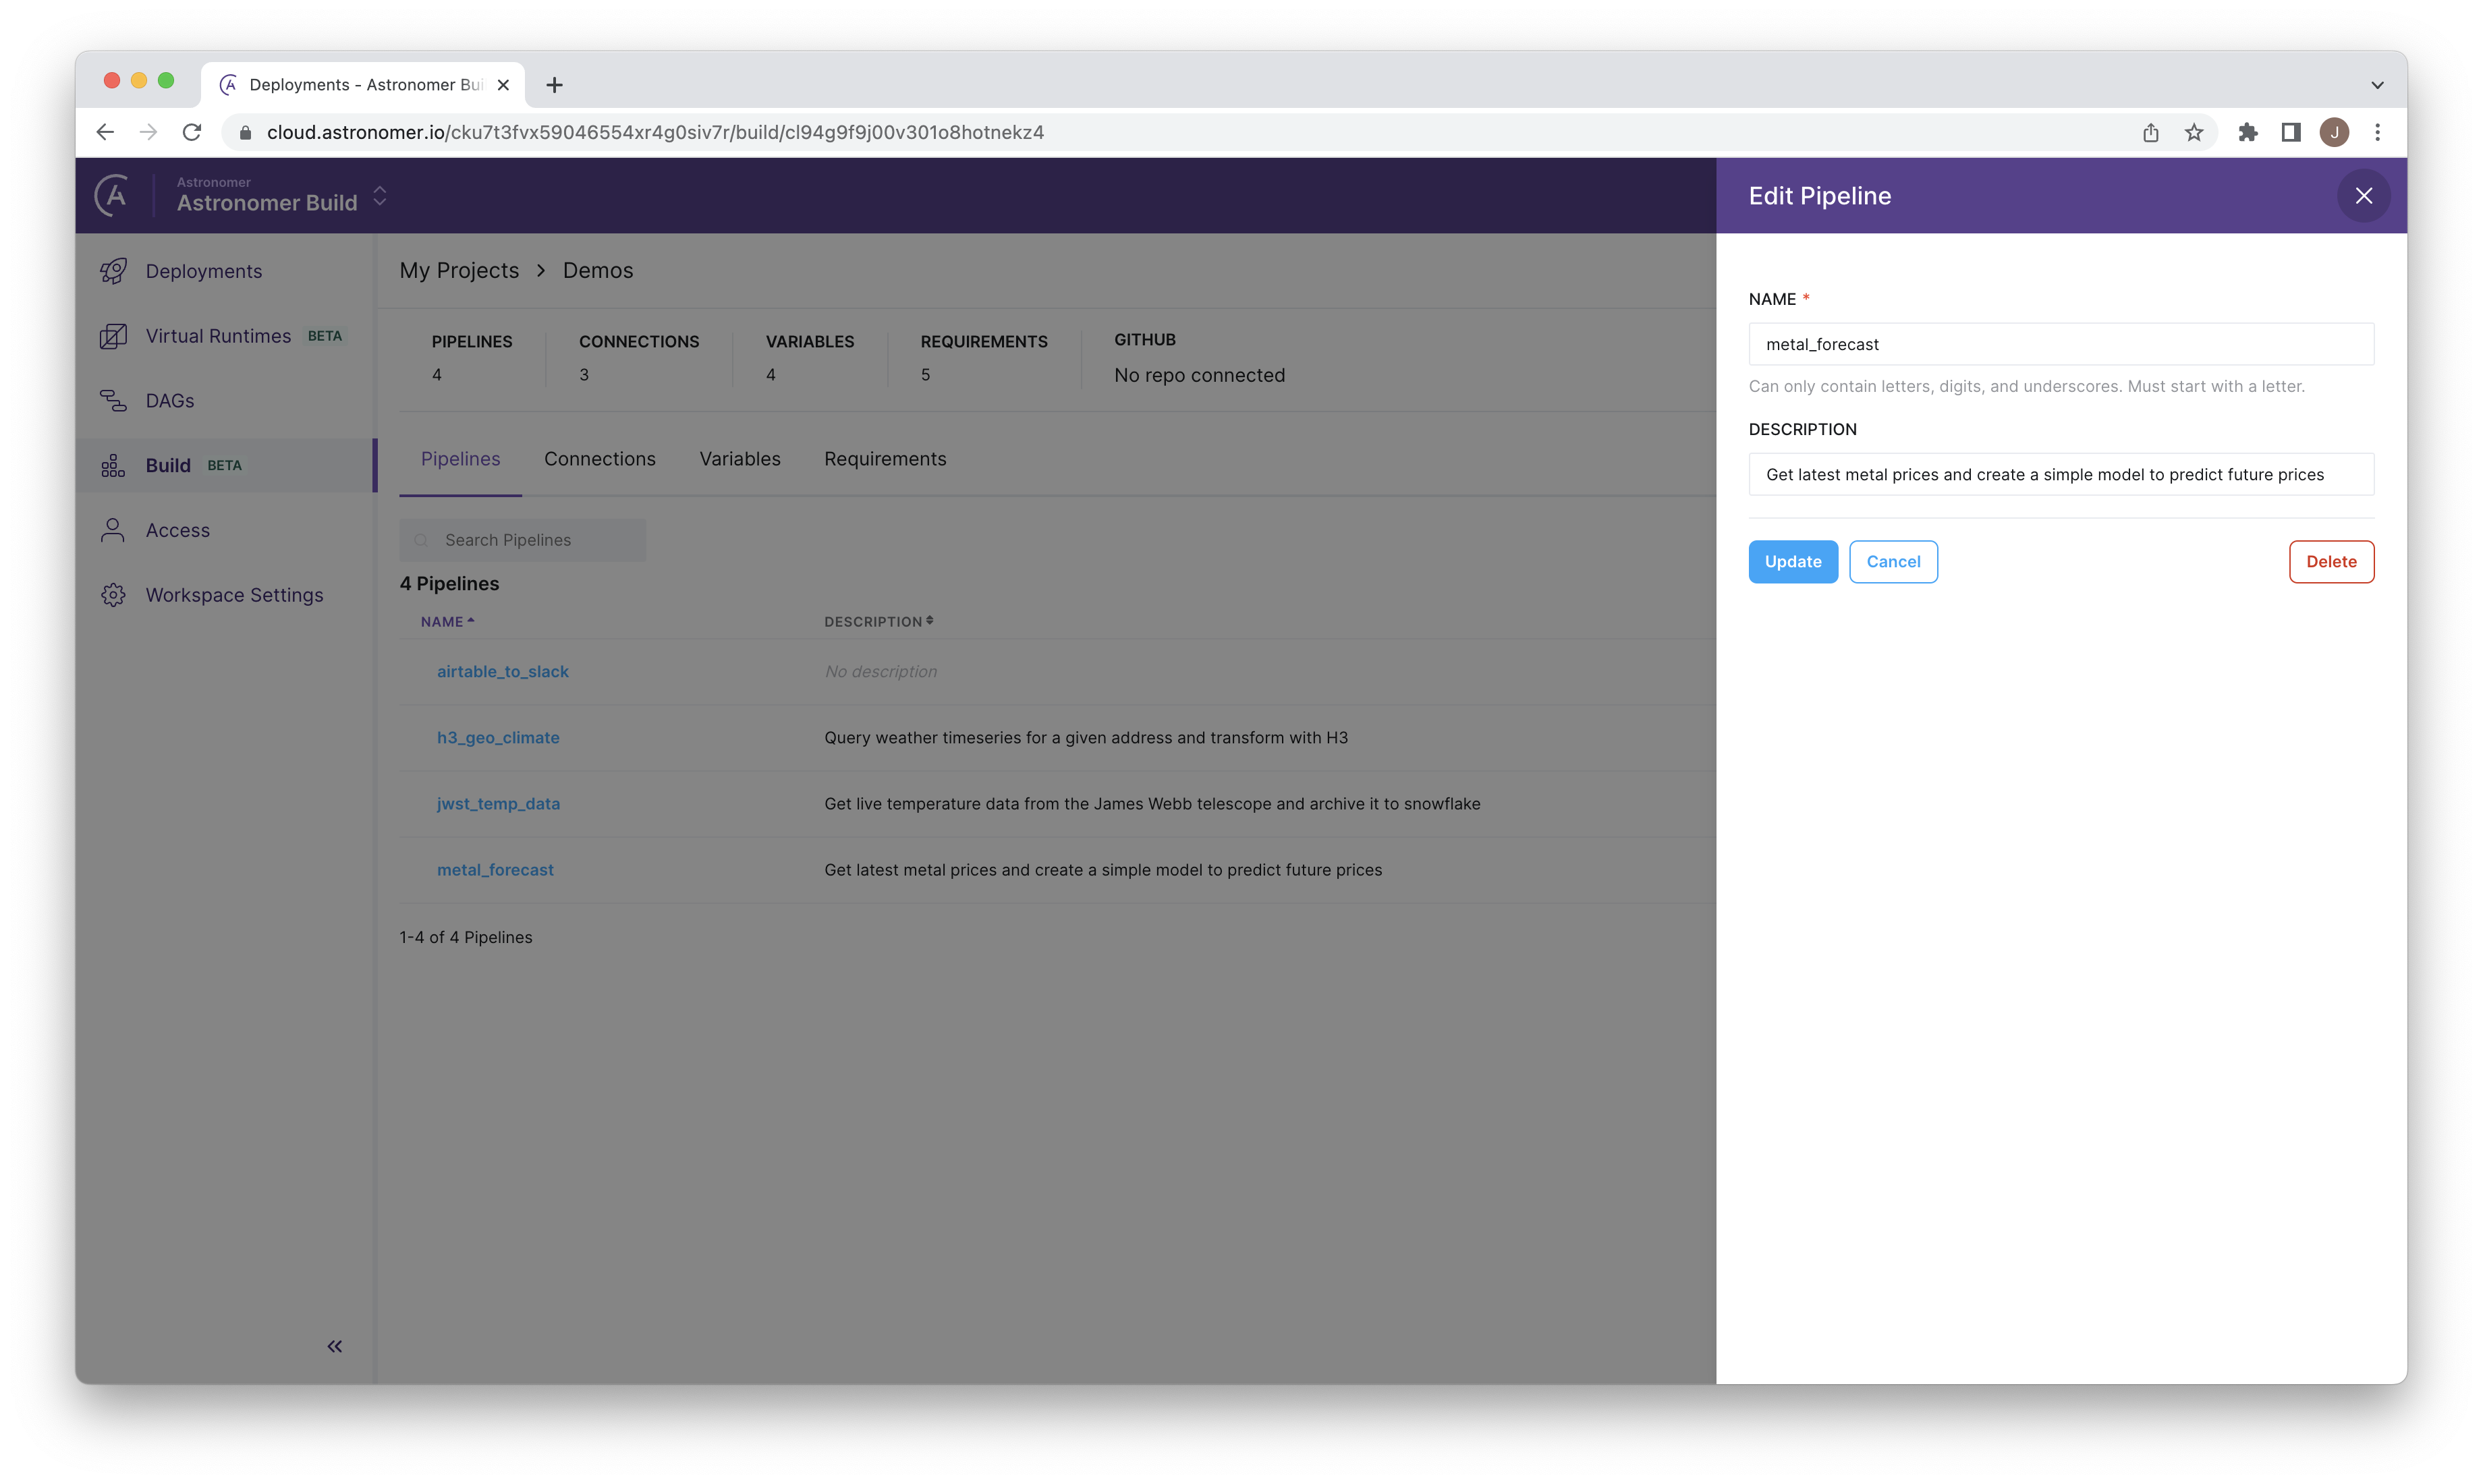 Deployments - Astronomer Bui
cloud.astronomer.io/cku7t3fvx59046554xr4g0siv7r/build/cl94g9f9j00v301o8hotnekz4
J
Astronomer
Astronomer Build
Edit Pipeline
Deployments
Virtual Runtimes BETA
DAGs
Build BETA
Access
Workspace Settings
My Projects > Demos
PIPELINES CONNECTIONS VARIABLES REQUIREMENTS GITHUB
4 3 4 5 No repo connected
Pipelines Connections Variables Requirements
Search Pipelines
4 Pipelines
NAME DESCRIPTION
airtable_to_slack No description
h3_geo_climate Query weather timeseries for a given address and transform with H3
jwst_temp_data Get live temperature data from the James Webb telescope and archive it to snowflake
metal_forecast Get latest metal prices and create a simple model to predict future prices
1-4 of 4 Pipelines
NAME *
metal_forecast
Can only contain letters, digits, and underscores. Must start with a letter.
DESCRIPTION
Get latest metal prices and create a simple model to predict future prices
Update Cancel Delete